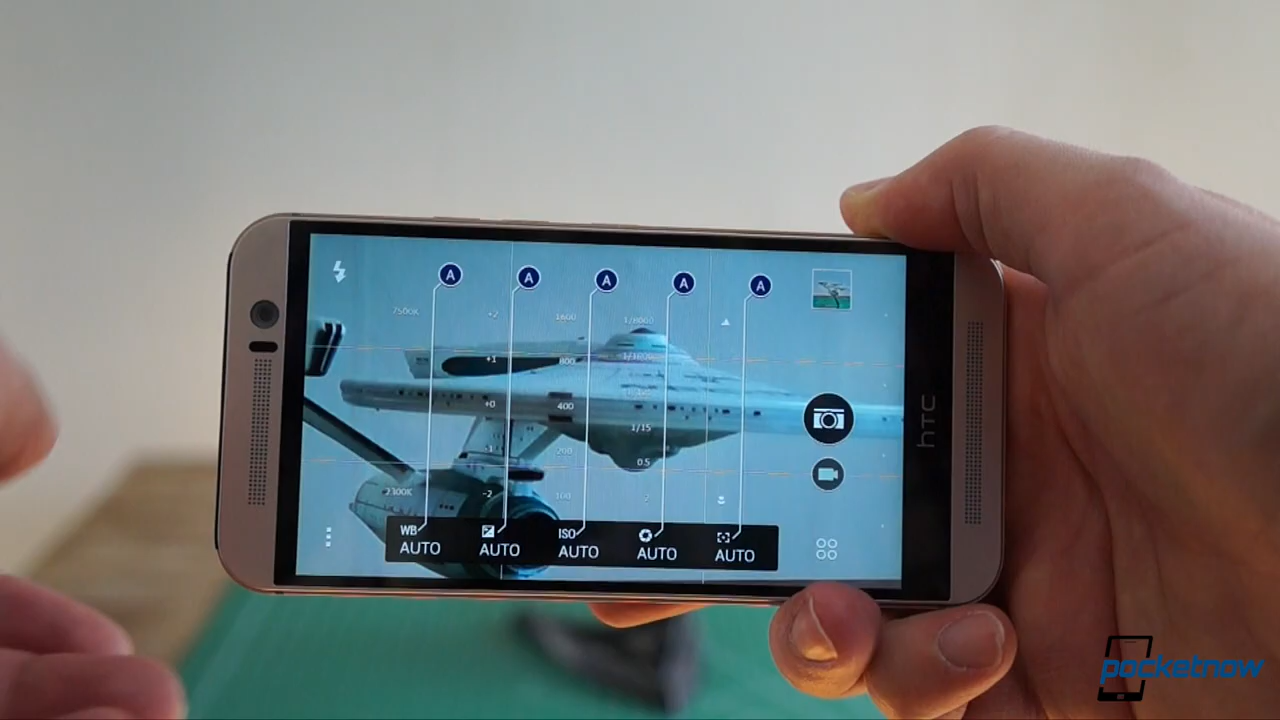 A A A A A
7500K +2 1600 1/8000
+1 800
+0 400
1/15
-1 200 0.5
2300K -2 100 2
WB ISO
AUTO AUTO AUTO AUTO AUTO
hTC
pocketnow